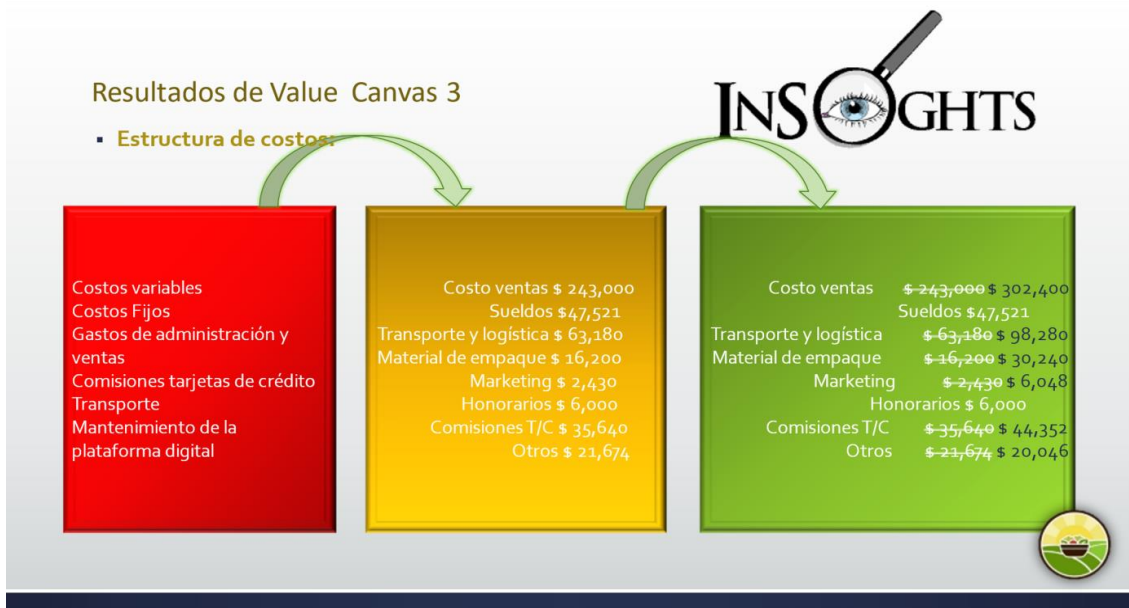 Resultados de Value Canvas 3
INSIGHTS
▪ Estructura de costos:
Costos variables
Costos Fijos
Gastos de administración y
ventas
Comisiones tarjetas de crédito
Transporte
Mantenimiento de la
plataforma digital
Costo ventas $ 243,000
Sueldos $47,521
Transporte y logística $ 63,180
Material de empaque $ 16,200
Marketing $ 2,430
Honorarios $ 6,000
Comisiones T/C $ 35,640
Otros $ 21,674
Costo ventas $ 243,000 $ 302,400
Sueldos $47,521
Transporte y logística $ 63,180 $ 98,280
Material de empaque $ 16,200 $ 30,240
Marketing $ 2,430 $ 6,048
Honorarios $ 6,000
Comisiones T/C $ 35,640 $ 44,352
Otros $ 21,674 $ 20,046